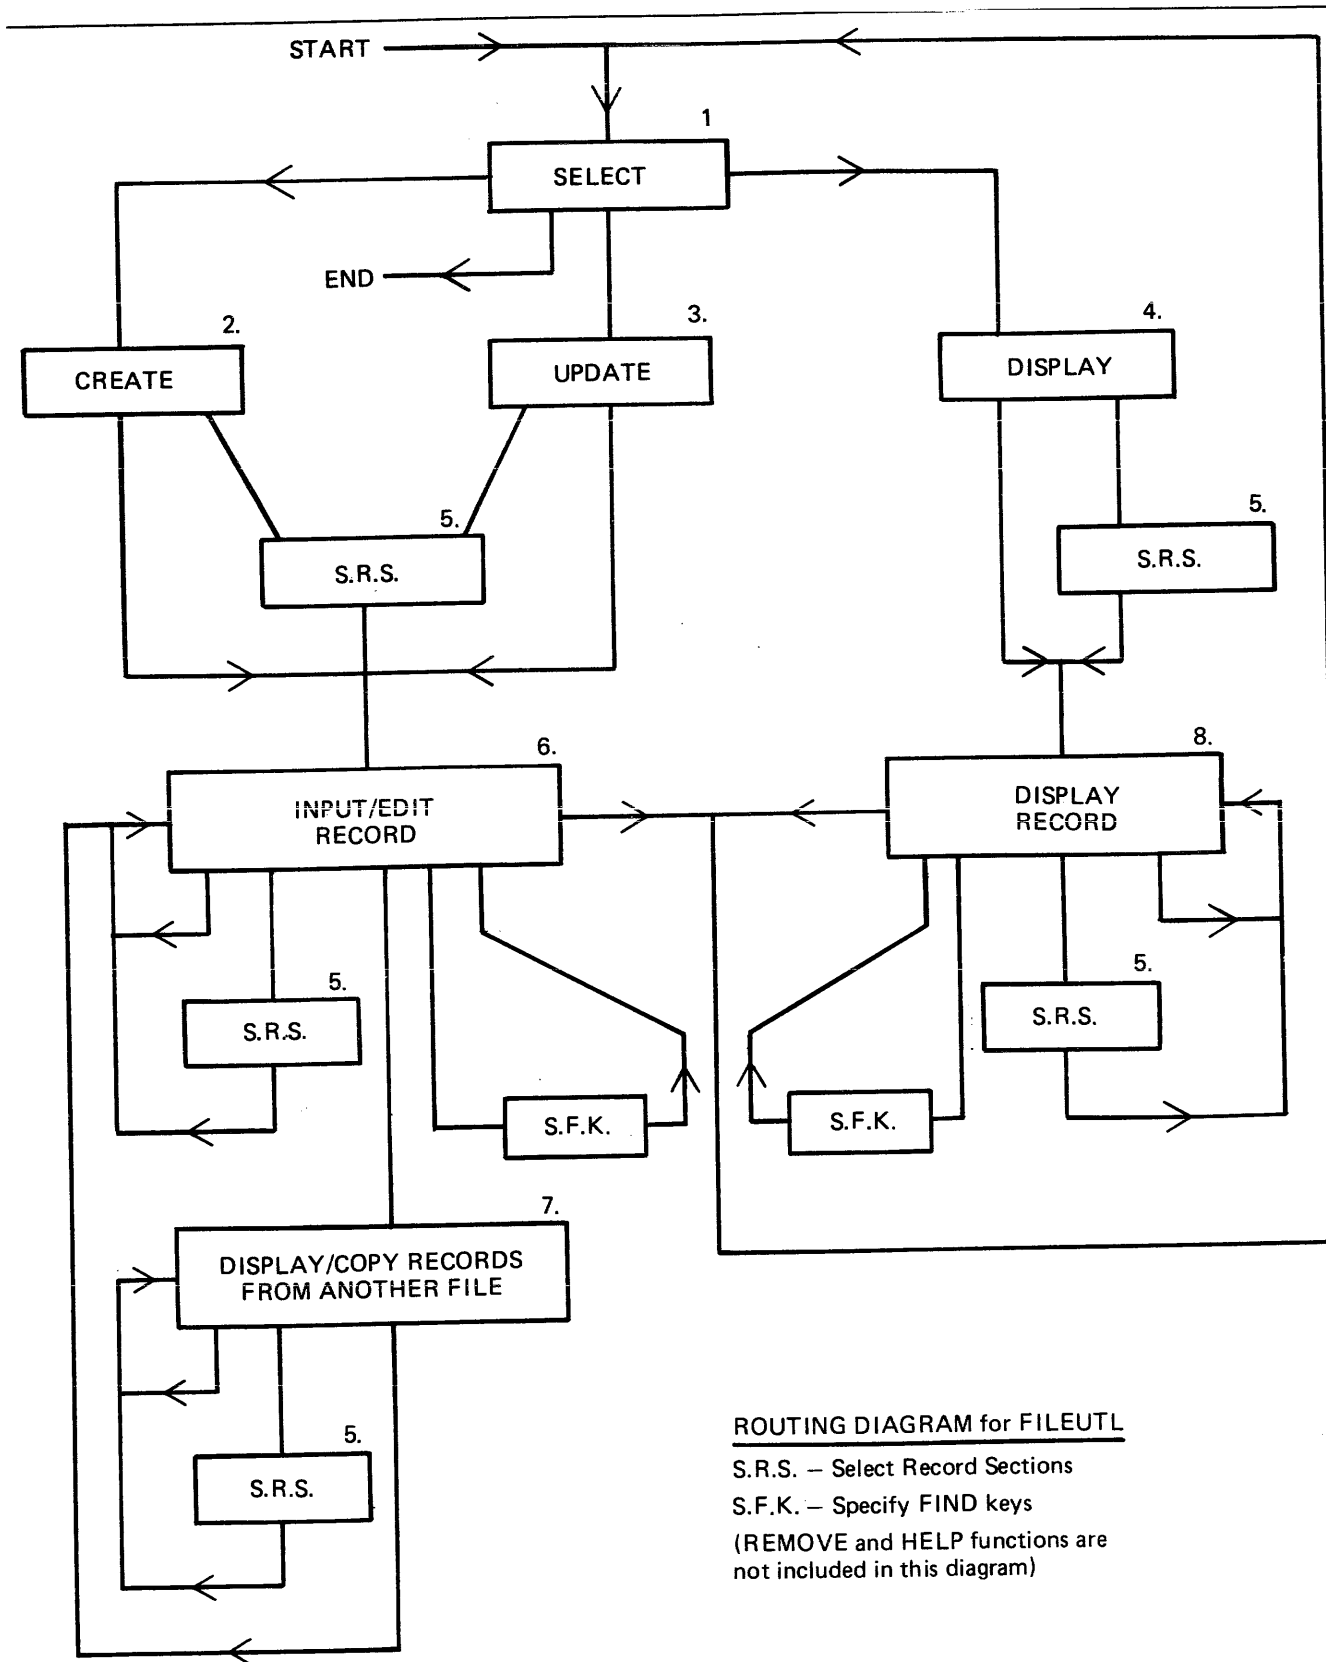 START
1
SELECT
END
2.
3.
4.
CREATE
UPDATE
DISPLAY
5.
5.
S.R.S.
S.R.S.
6.
8.
INPUT/EDIT
RECORD
DISPLAY
RECORD
5.
5.
S.R.S.
S.R.S.
S.F.K.
S.F.K.
7.
DISPLAY/COPY RECORDS
FROM ANOTHER FILE
5.
S.R.S.
ROUTING DIAGRAM for FILEUTL
S.R.S. — Select Record Sections
S.F.K. — Specify FIND keys
(REMOVE and HELP functions are
not included in this diagram)